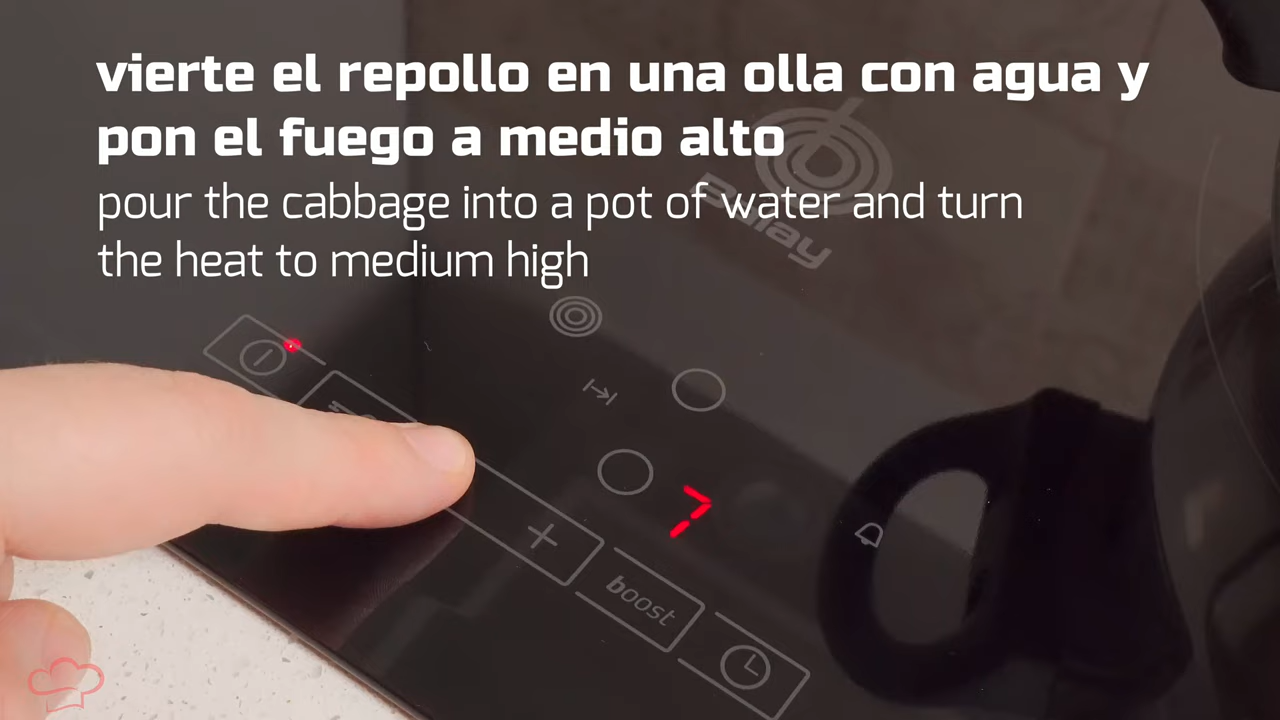 vierte el repollo en una olla con agua y
pon el fuego a medio alto
pour the cabbage into a pot of water and turn
the heat to medium high
Balay
7
boost